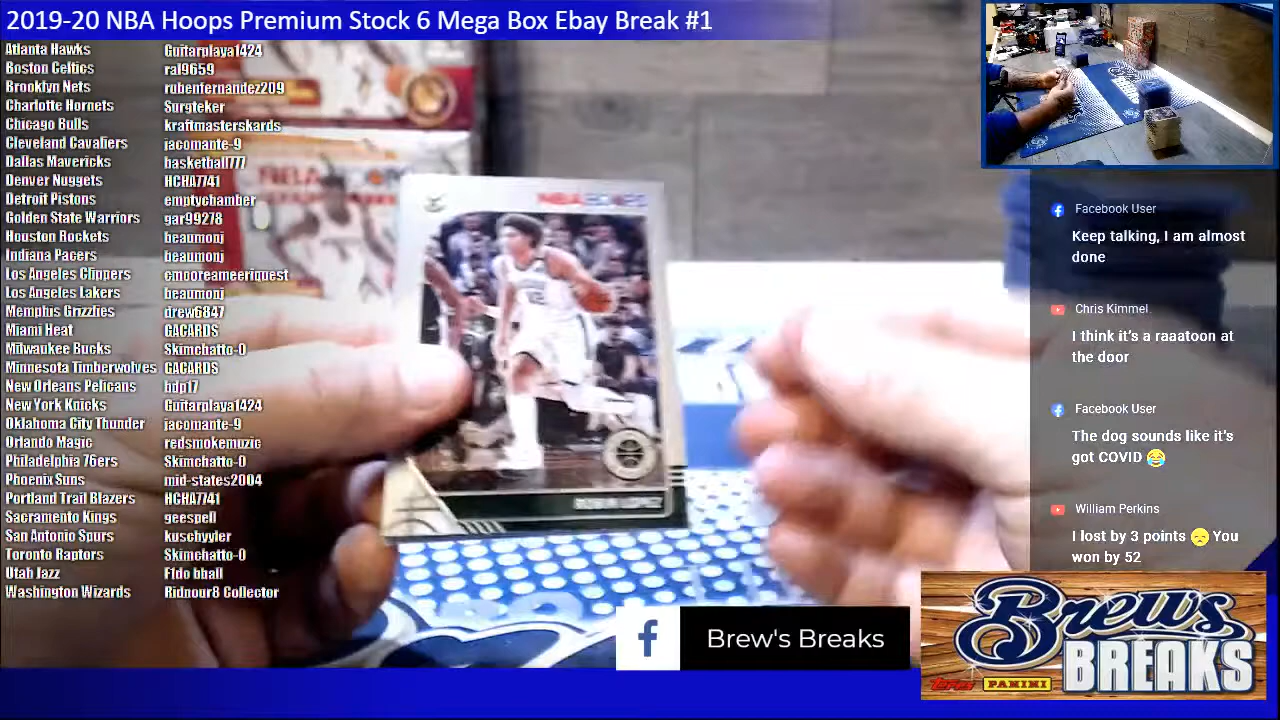 2019-20 NBA Hoops Premium Stock 6 Mega Box Ebay Break #1
Atlanta Hawks Guitarplaya1424
Boston Celtics ral9659
Brooklyn Nets rubenfernandez209
Charlotte Hornets Surgteker
Chicago Bulls kraftmasterskards
Cleveland Cavaliers jacomante-9
Dallas Mavericks basketball777
Denver Nuggets HCHA7741
Detroit Pistons emptychamber
Golden State Warriors gar99278
Houston Rockets beaumonj
Indiana Pacers beaumonj
Los Angeles Clippers cmooreameriquest
Los Angeles Lakers beaumonj
Memphis Grizzlies drew6847
Miami Heat GACARDS
Milwaukee Bucks Skimchatto-0
Minnesota Timberwolves GACARDS
New Orleans Pelicans bdp17
New York Knicks Guitarplaya1424
Oklahoma City Thunder jacomante-9
Orlando Magic redsmokemuzic
Philadelphia 76ers Skimchatto-0
Phoenix Suns mid-states2004
Portland Trail Blazers HCHA7741
Sacramento Kings geespell
San Antonio Spurs kuschyyler
Toronto Raptors Skimchatto-0
Utah Jazz Fido bhall
Washington Wizards Ridnour8 Collector
NBA HOOPS
ROBIN LOPEZ
Facebook User
Keep talking, I am almost
done
Chris Kimmel
I think it's a raaatoon at
the door
Facebook User
The dog sounds like it's
got COVID 😂
William Perkins
I lost by 3 points 😞 You
won by 52
Brew's Breaks
Brew's
BREAKS
Topps PANINI